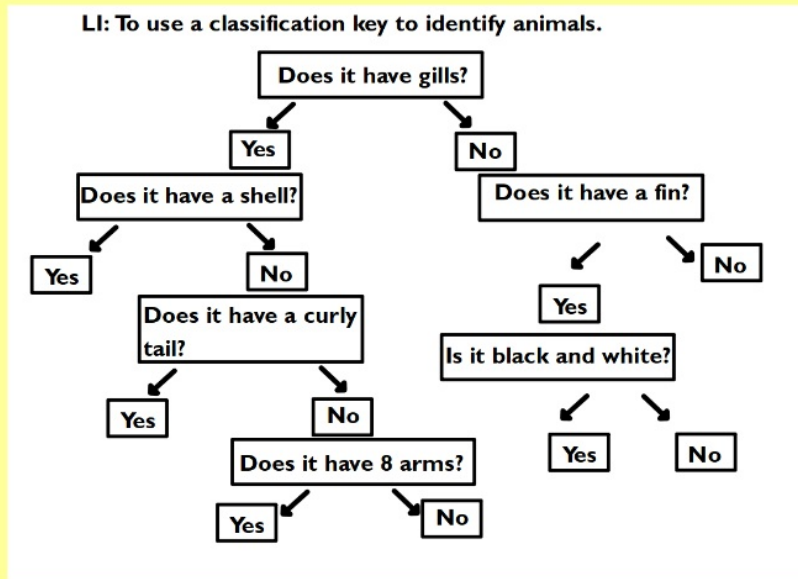 LI: To use a classification key to identify animals.
Does it have gills?
Yes
No
Does it have a shell?
Does it have a fin?
Yes
No
No
Yes
Does it have a curly
tail?
Is it black and white?
Yes
No
Yes
No
Does it have 8 arms?
Yes
No